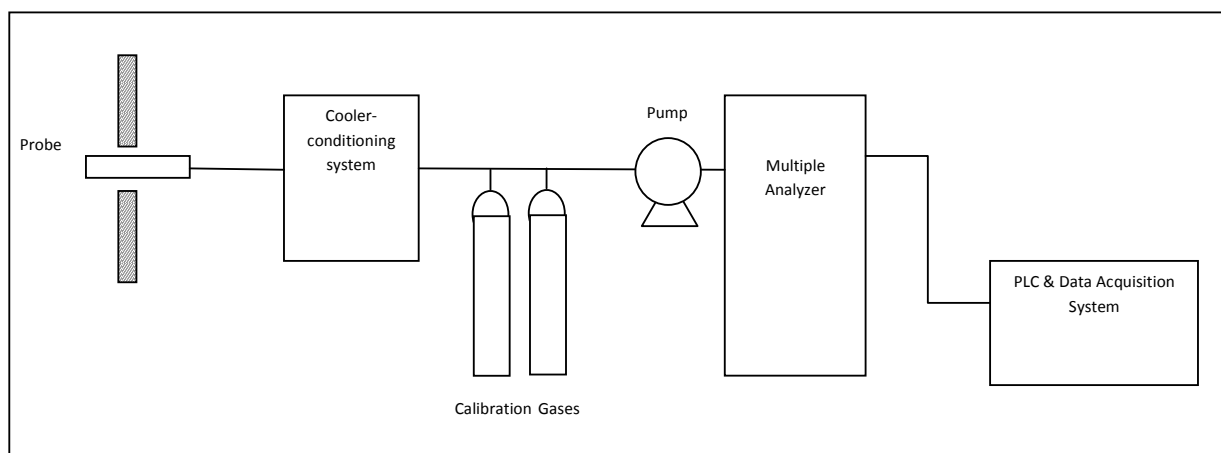 Probe
Cooler-
conditioning
system
Calibration Gases
Pump
Multiple
Analyzer
PLC & Data Acquisition
System